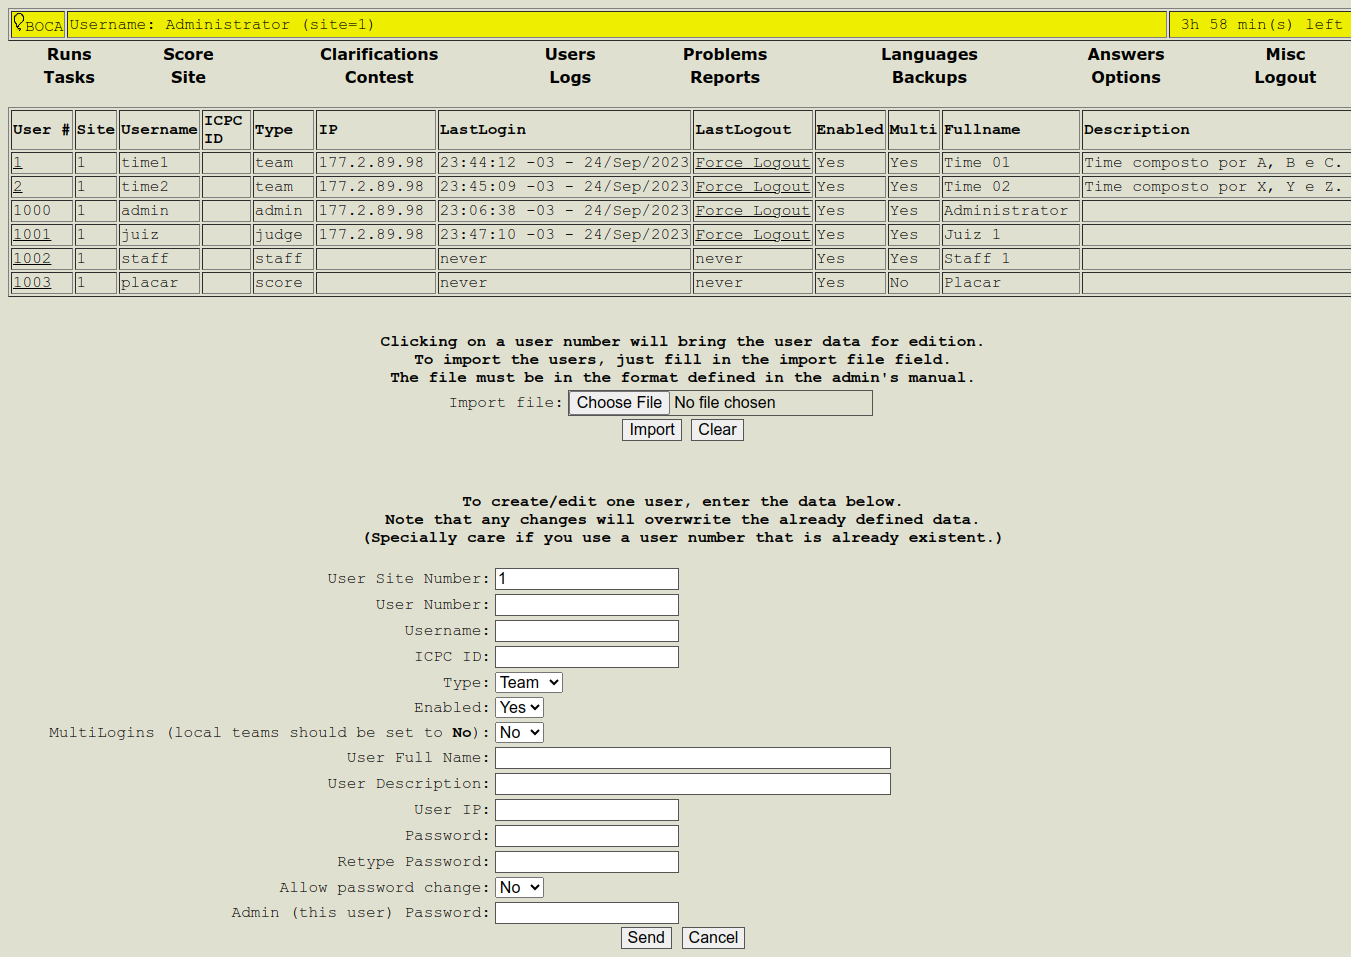 BOCA Username: Administrator (site=1) 3h 58 min(s) left
Runs Score Clarifications Users Problems Languages Answers Misc
Tasks Site Contest Logs Reports Backups Options Logout
User # Site Username ICPC ID Type IP LastLogin LastLogout Enabled Multi Fullname Description
1 1 time1 team 177.2.89.98 23:44:12 -03 - 24/Sep/2023 Force Logout Yes Yes Time 01 Time composto por A, B e C.
2 1 time2 team 177.2.89.98 23:45:09 -03 - 24/Sep/2023 Force Logout Yes Yes Time 02 Time composto por X, Y e Z.
1000 1 admin admin 177.2.89.98 23:06:38 -03 - 24/Sep/2023 Force Logout Yes Yes Administrator
1001 1 juiz judge 177.2.89.98 23:47:10 -03 - 24/Sep/2023 Force Logout Yes Yes Juiz 1
1002 1 staff staff never never Yes Yes Staff 1
1003 1 placar score never never Yes No Placar
Clicking on a user number will bring the user data for edition.
To import the users, just fill in the import file field.
The file must be in the format defined in the admin's manual.
Import file: Choose File No file chosen
Import Clear
To create/edit one user, enter the data below.
Note that any changes will overwrite the already defined data.
(Specially care if you use a user number that is already existent.)
User Site Number: 1
User Number:
Username:
ICPC ID:
Type: Team
Enabled: Yes
MultiLogins (local teams should be set to No): No
User Full Name:
User Description:
User IP:
Password:
Retype Password:
Allow password change: No
Admin (this user) Password:
Send Cancel